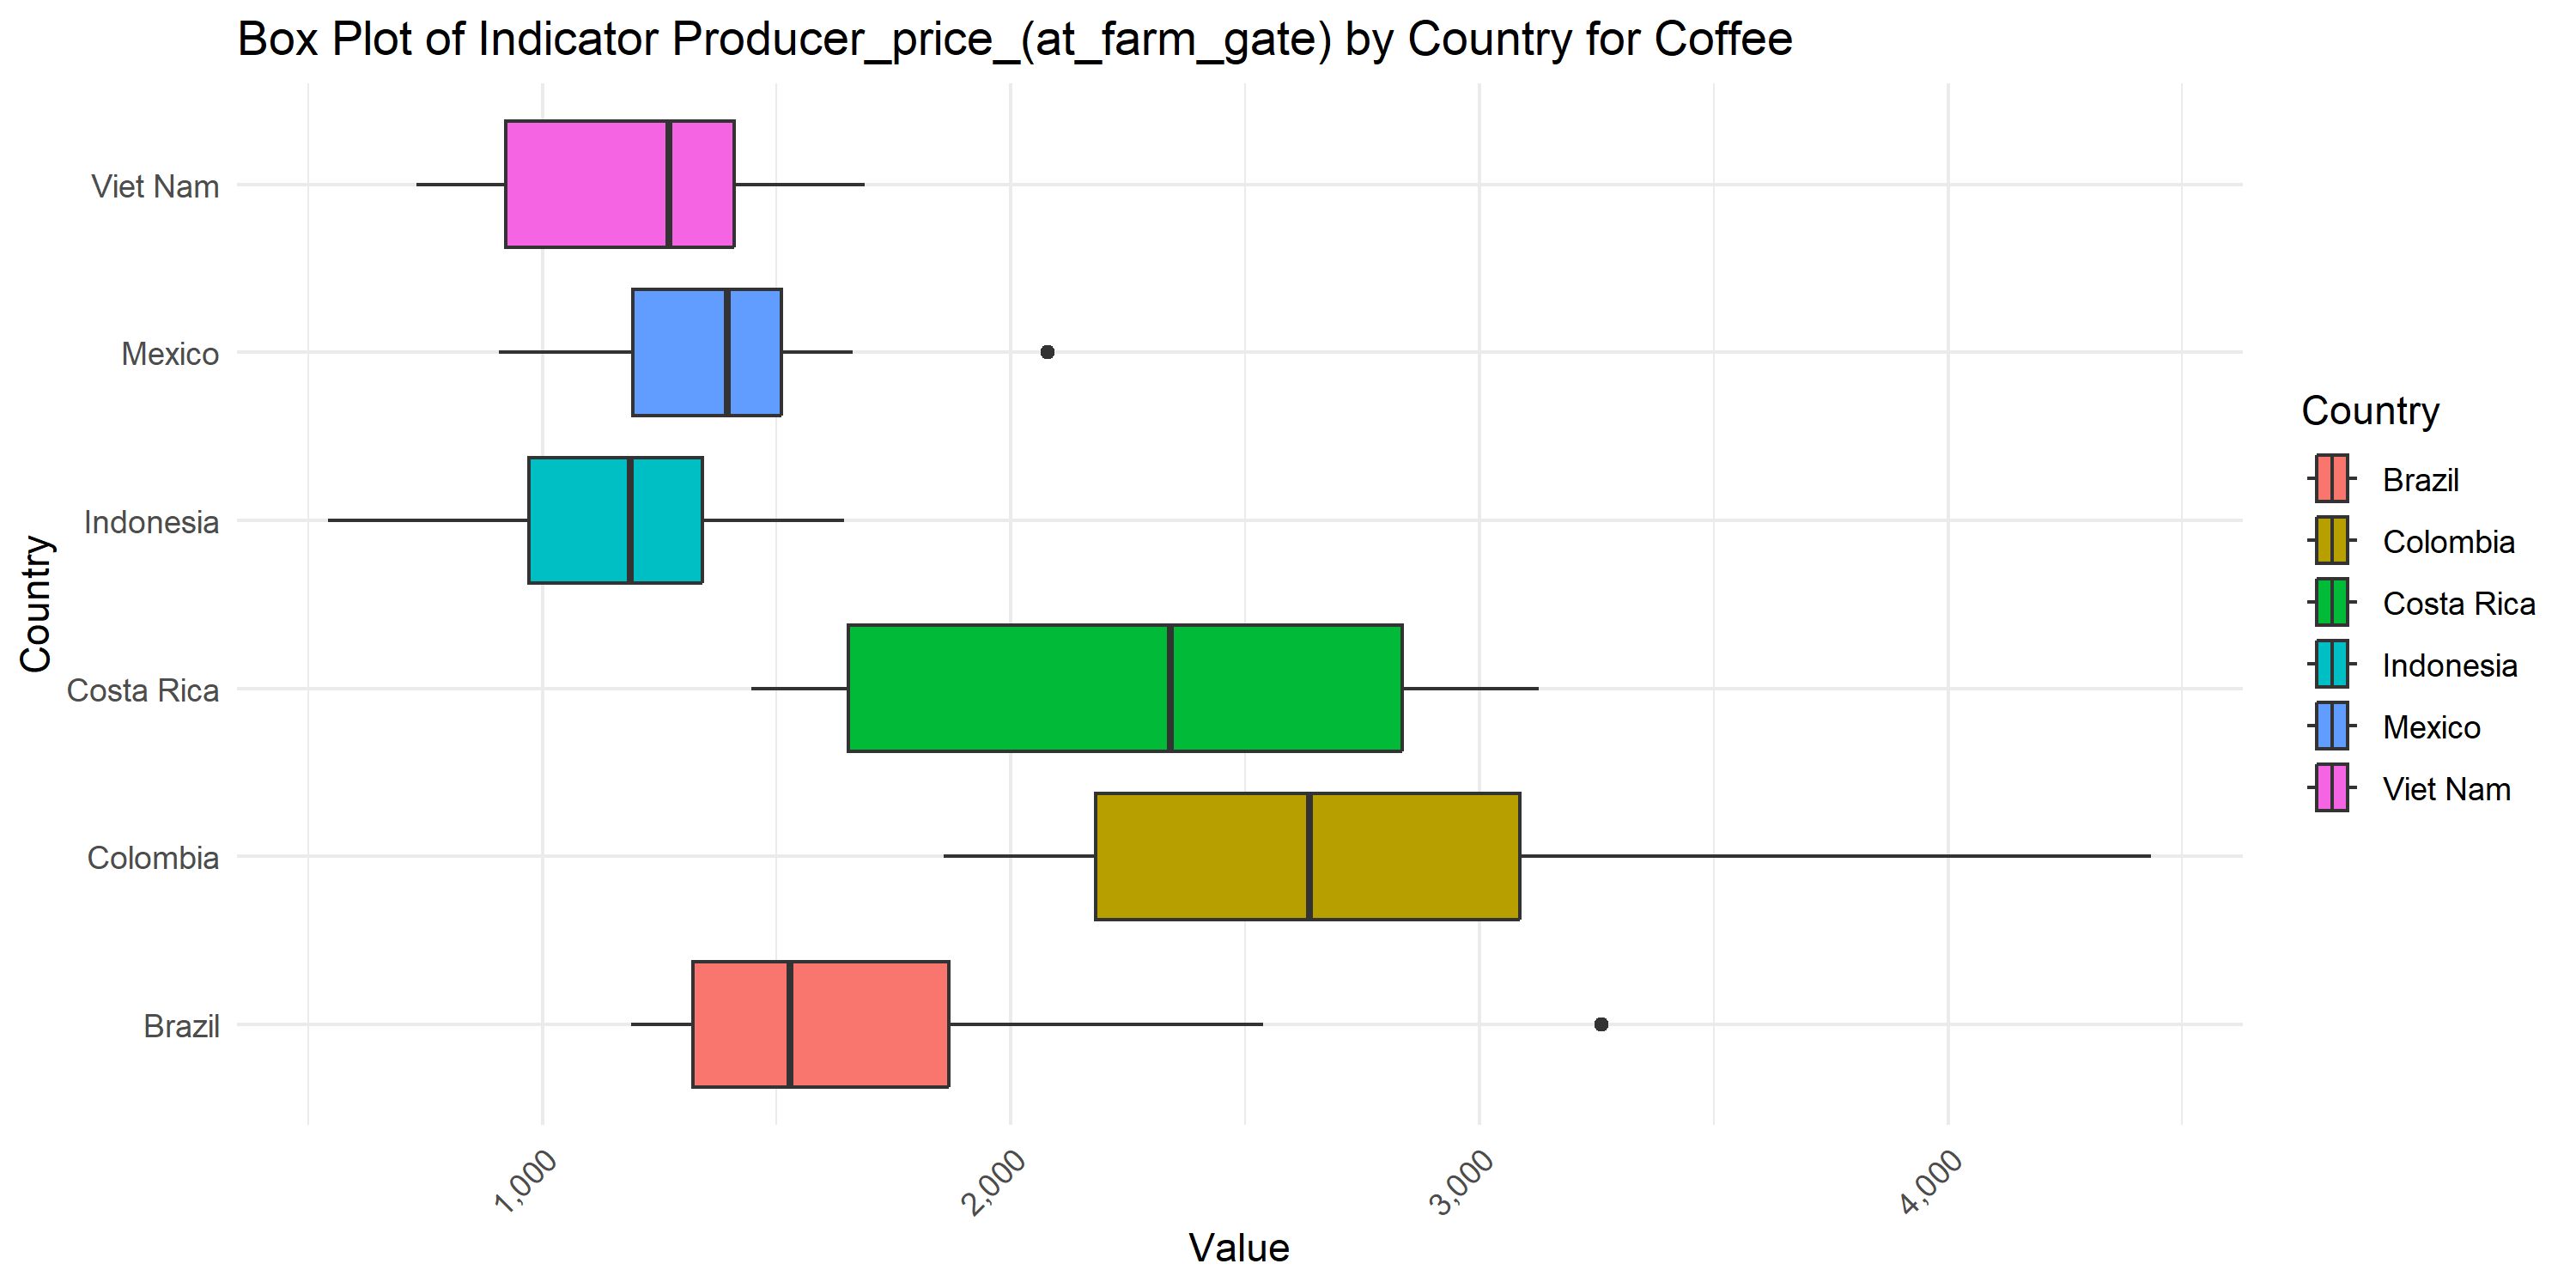 Box Plot of Indicator Producer_price_(at_farm_gate) by Country for Coffee
Country
Viet Nam
Mexico
Indonesia
Costa Rica
Colombia
Brazil
1,000
2,000
3,000
4,000
Value
Country
Brazil
Colombia
Costa Rica
Indonesia
Mexico
Viet Nam